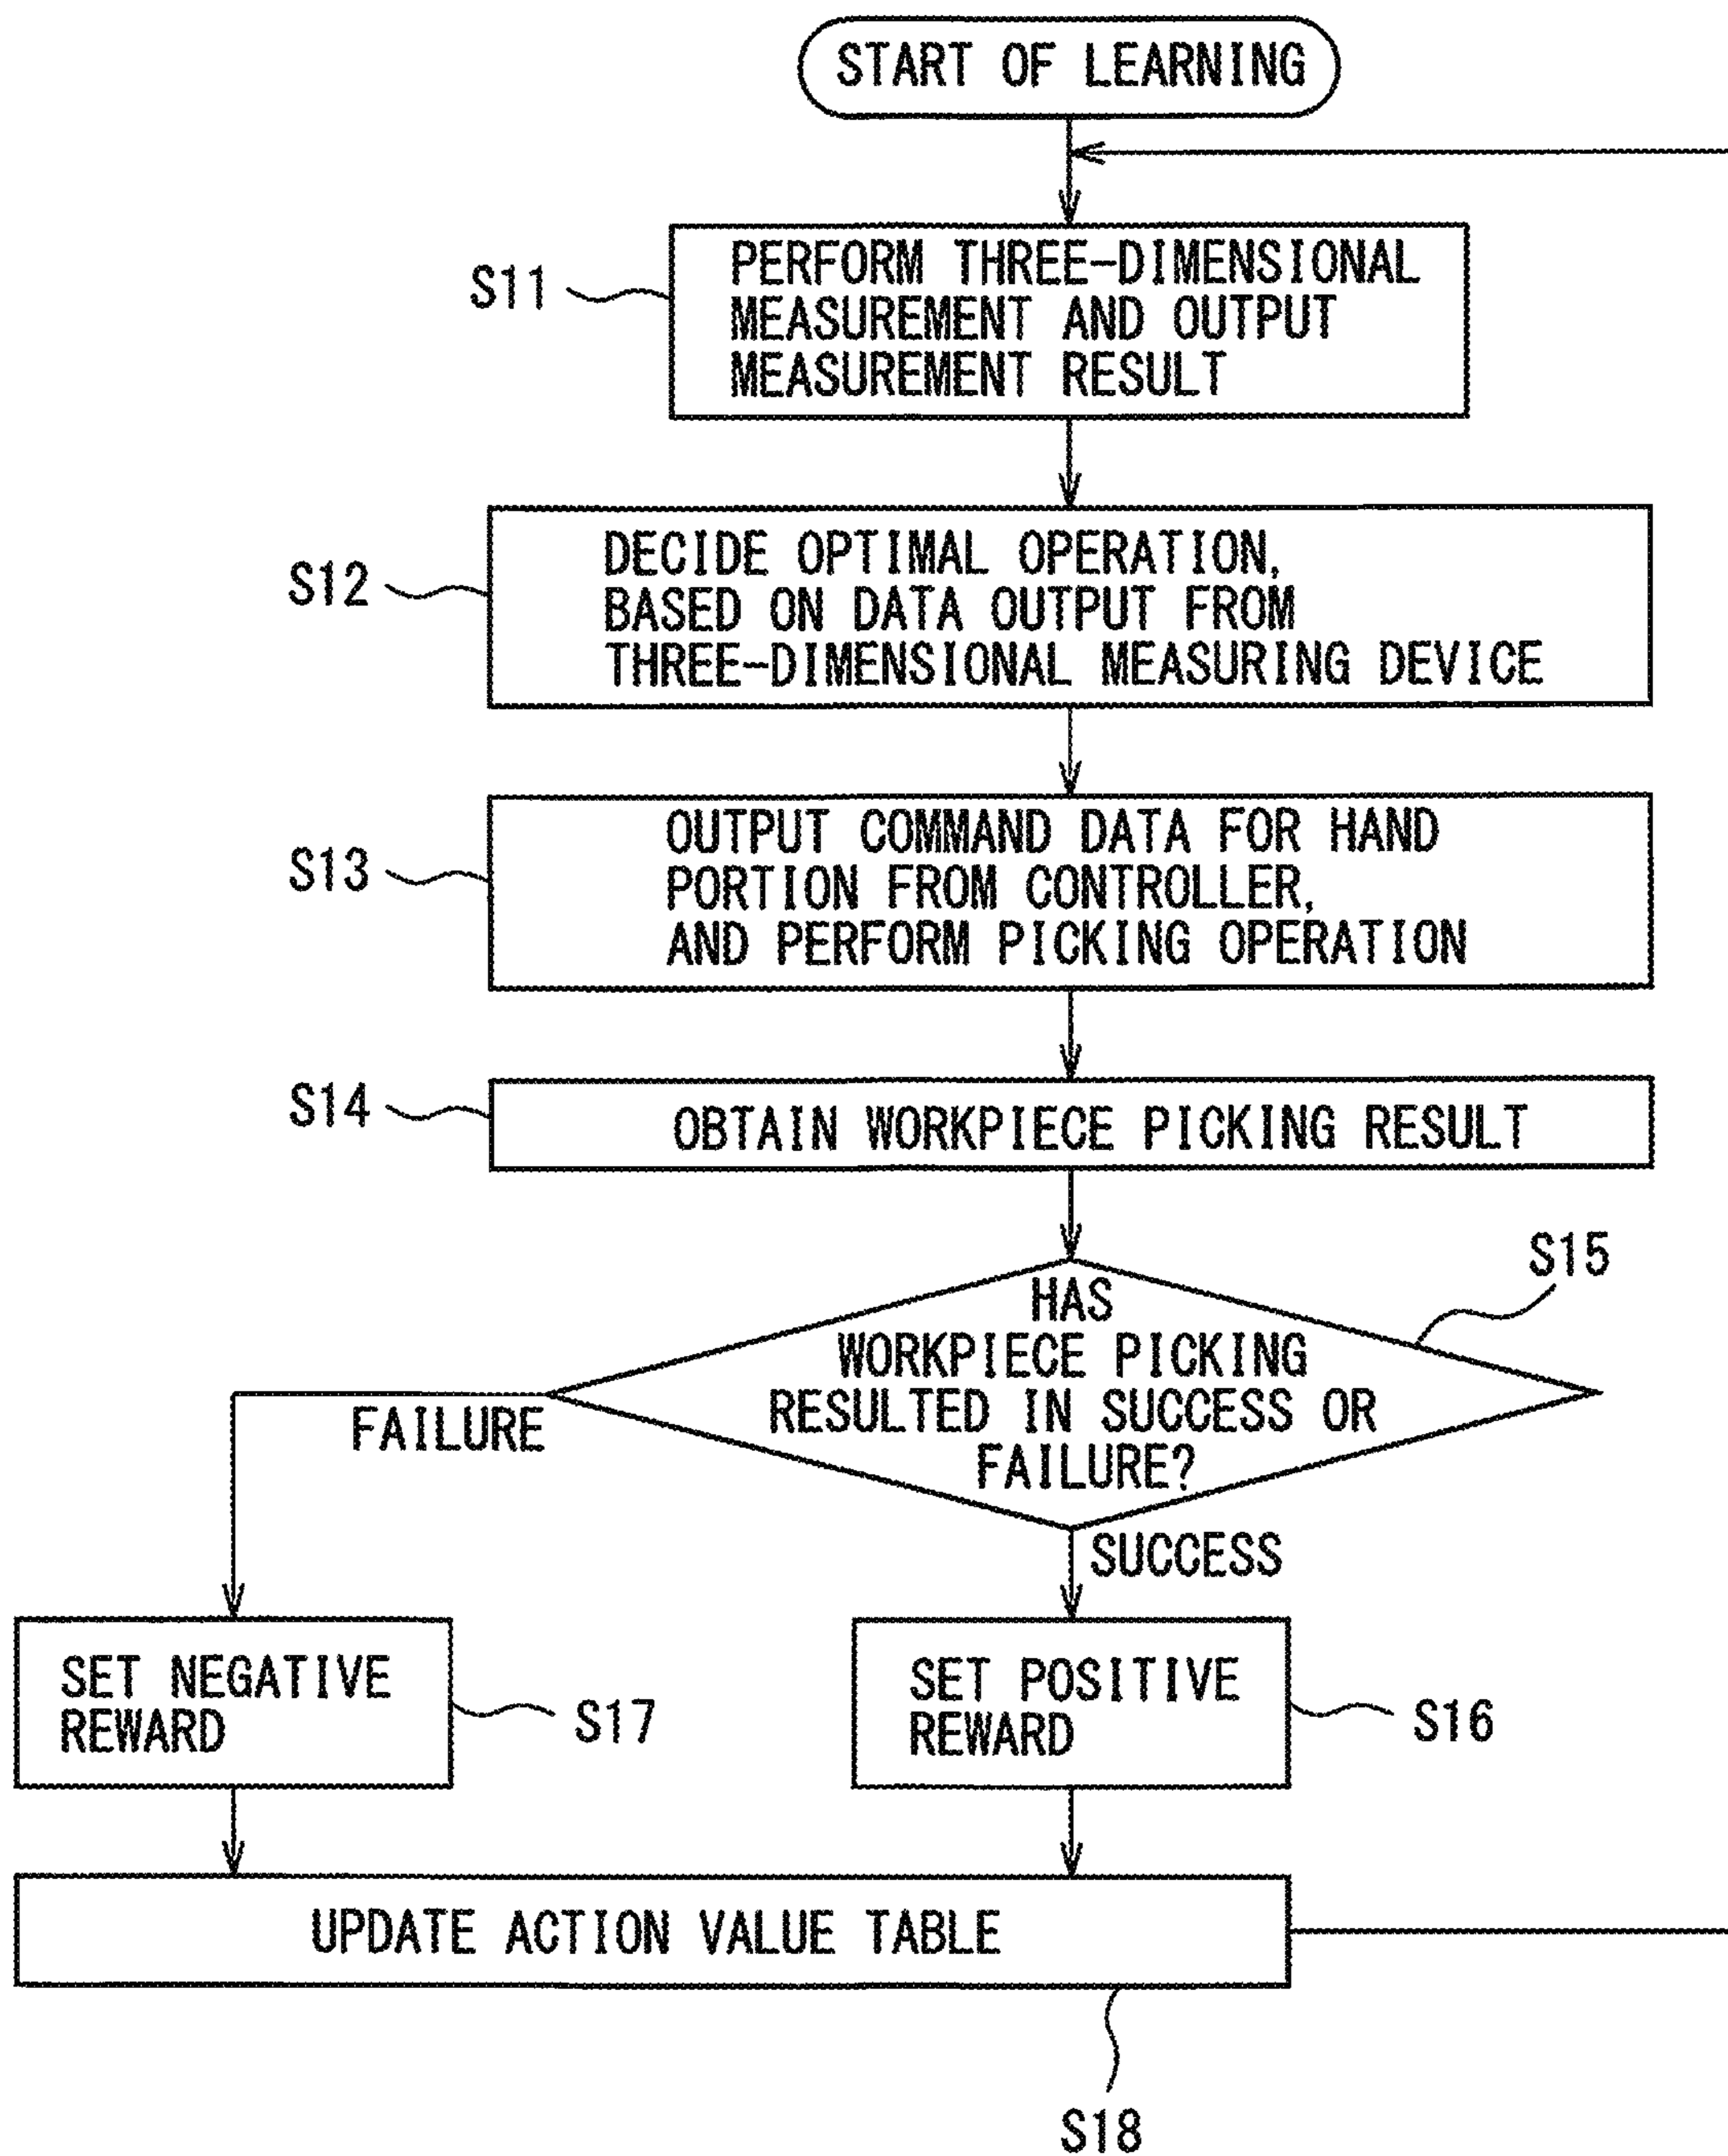 START OF LEARNING
S11
PERFORM THREE-DIMENSIONAL
MEASUREMENT AND OUTPUT
MEASUREMENT RESULT
S12
DECIDE OPTIMAL OPERATION,
BASED ON DATA OUTPUT FROM
THREE-DIMENSIONAL MEASURING DEVICE
S13
OUTPUT COMMAND DATA FOR HAND
PORTION FROM CONTROLLER,
AND PERFORM PICKING OPERATION
S14
OBTAIN WORKPIECE PICKING RESULT
S15
HAS
WORKPIECE PICKING
RESULTED IN SUCCESS OR
FAILURE?
FAILURE
SUCCESS
SET NEGATIVE
REWARD
S17
SET POSITIVE
REWARD
S16
UPDATE ACTION VALUE TABLE
S18